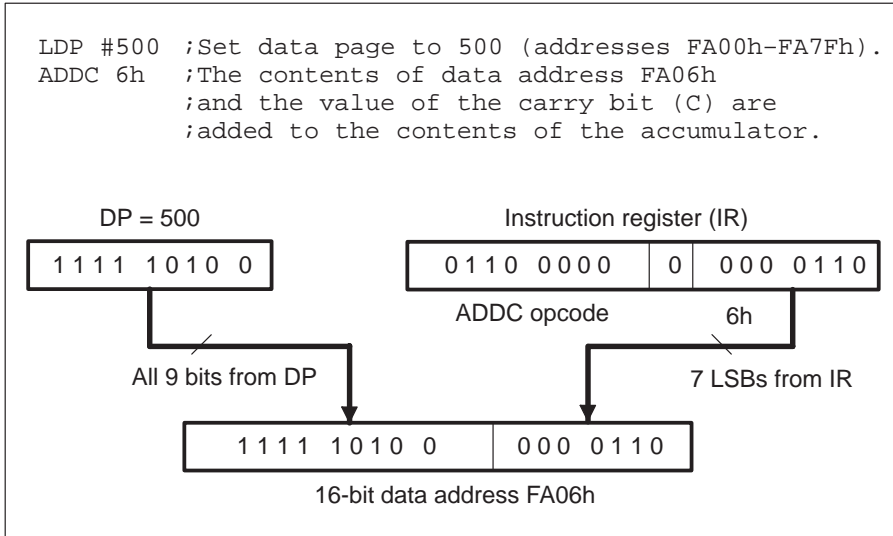 LDP #500 ;Set data page to 500 (addresses FA00h–FA7Fh).
ADDC 6h ;The contents of data address FA06h
;and the value of the carry bit (C) are
;added to the contents of the accumulator.
DP = 500
Instruction register (IR)
1111 1010 0
0110 0000 0 000 0110
ADDC opcode 6h
All 9 bits from DP
7 LSBs from IR
1111 1010 0 000 0110
16-bit data address FA06h